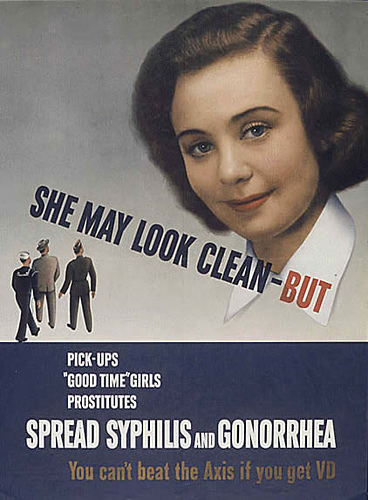 SHE MAY LOOK CLEAN-BUT
PICK-UPS
"GOOD TIME" GIRLS
PROSTITUTES
SPREAD SYPHILIS AND GONORRHEA
You can't beat the Axis if you get VD